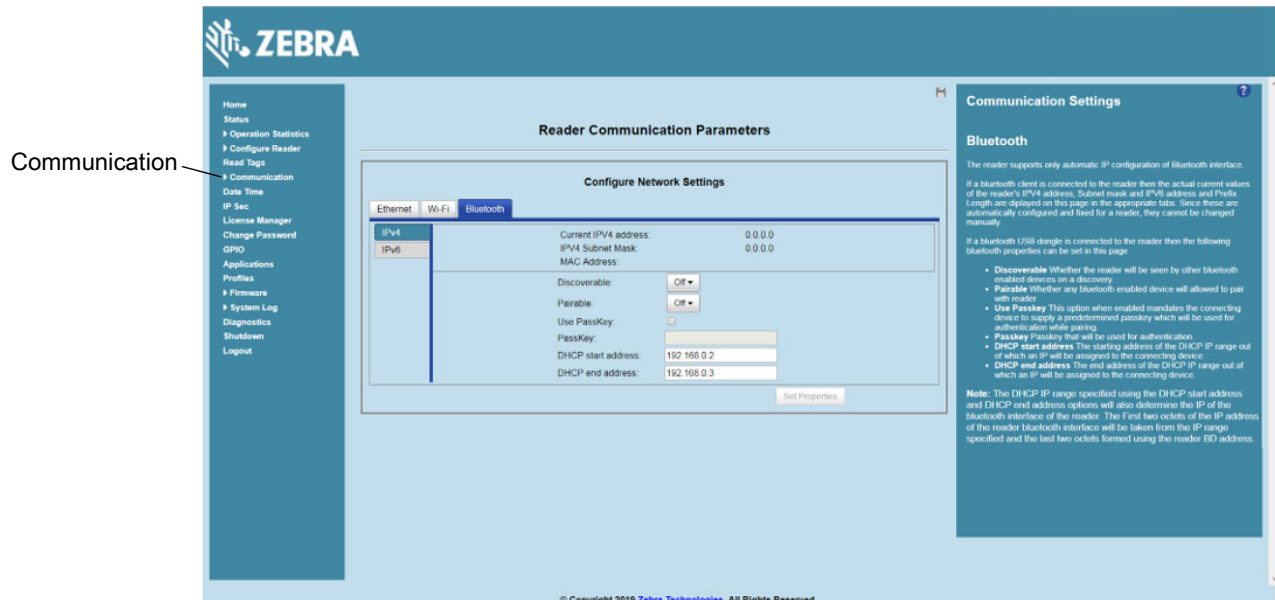 ZEBRA
Communication
Home
Status
Operation Statistics
Configure Reader
Read Tags
Communication
Date Time
IP Sec
License Manager
Change Password
GPIO
Applications
Profiles
Firmware
System Log
Diagnostics
Shutdown
Logout
Reader Communication Parameters
Configure Network Settings
Ethernet Wi-Fi Bluetooth
IPv4
IPv6
Current IPV4 address: 0.0.0.0
IPV4 Subnet Mask: 0.0.0.0
MAC Address:
Discoverable: Off
Pairable: Off
Use PassKey
PassKey:
DHCP start address: 192.168.0.2
DHCP end address: 192.168.0.3
Set Properties
?
Communication Settings
Bluetooth
The reader supports only automatic IP configuration of Bluetooth interface.
If a bluetooth client is connected to the reader then the actual current values
of the reader's IPV4 address, Subnet mask and IPV6 address and Prefix
Length are diplayed on this page in the appropriate tabs. Since these are
automatically configured and fixed for a reader, they cannot be changed
manually
If a bluetooth USB dongle is connected to the reader then the following
bluetooth properties can be set in this page
• Discoverable Whether the reader will be seen by other bluetooth
enabled deivces on a discovery
• Pairable Whether any bluetooth enabled device will allowed to pair
with reader
• Use Passkey This option when enabled mandates the connecting
device to supply a predetermined passkey which will be used for
authentication while pairing.
• Passkey Passkey that will be used for authentication
• DHCP start address The starting address of the DHCP IP range out
of which an IP will be assigned to the connecting device.
• DHCP end address The end address of the DHCP IP range out of
which an IP will be assigned to the connecting device
Note: The DHCP IP range specified using the DHCP start address
and DHCP end address options will also determine the IP of the
bluetooth interface of the reader. The First two octets of the IP address
of the reader bluetooth interface will be taken from the IP range
specified and the last two octets formed using the reader BD address.
© Copyright 2019 Zebra Technologies. All Rights Reserved